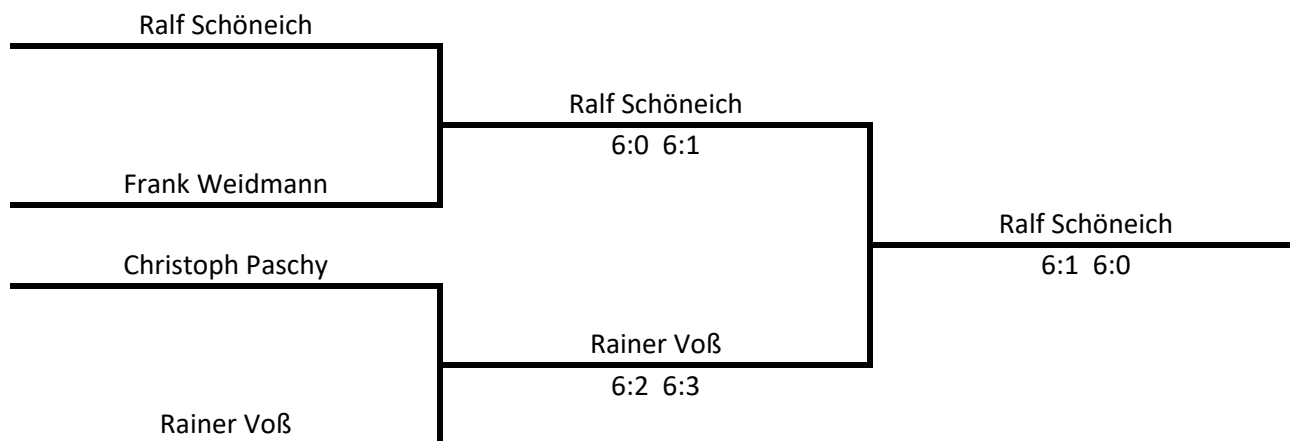 Ralf Schöneich
Ralf Schöneich
6:0  6:1
Frank Weidmann
Ralf Schöneich
6:1  6:0
Christoph Paschy
Rainer Voß
6:2  6:3
Rainer Voß